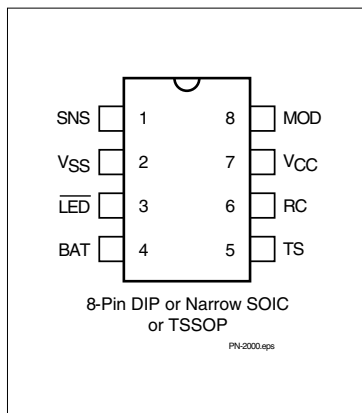 SNS 1 8 MOD
VSS 2 7 VCC
LED 3 6 RC
BAT 4 5 TS
8-Pin DIP or Narrow SOIC
or TSSOP
PN-2000.eps